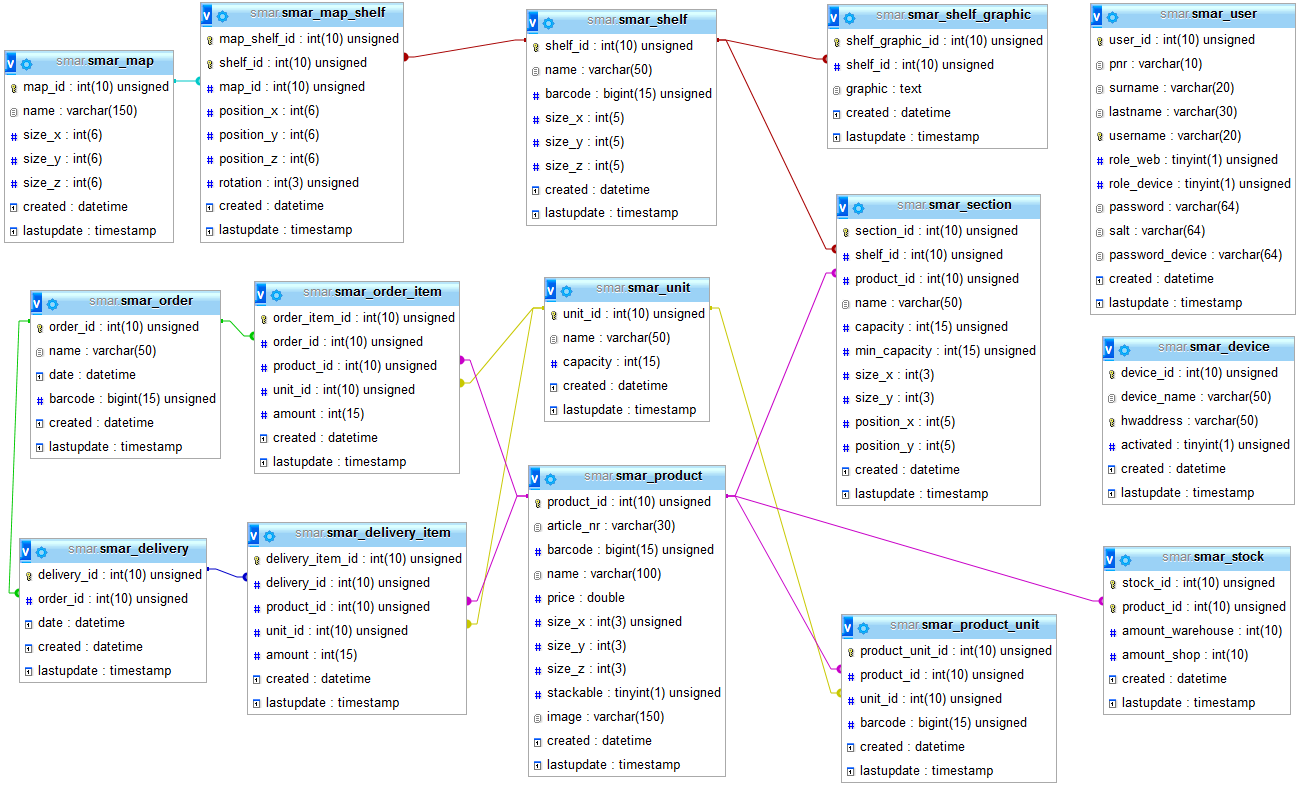 smar.smar_map
map_id : int(10) unsigned
name : varchar(150)
size_x : int(6)
size_y : int(6)
size_z : int(6)
created : datetime
lastupdate : timestamp
smar.smar_map_shelf
map_shelf_id : int(10) unsigned
shelf_id : int(10) unsigned
map_id : int(10) unsigned
position_x : int(6)
position_y : int(6)
position_z : int(6)
rotation : int(3) unsigned
created : datetime
lastupdate : timestamp
smar.smar_shelf
shelf_id : int(10) unsigned
name : varchar(50)
barcode : bigint(15) unsigned
size_x : int(5)
size_y : int(5)
size_z : int(5)
created : datetime
lastupdate : timestamp
smar.smar_shelf_graphic
shelf_graphic_id : int(10) unsigned
shelf_id : int(10) unsigned
graphic : text
created : datetime
lastupdate : timestamp
smar.smar_user
user_id : int(10) unsigned
pnr : varchar(10)
surname : varchar(20)
lastname : varchar(30)
username : varchar(20)
role_web : tinyint(1) unsigned
role_device : tinyint(1) unsigned
password : varchar(64)
salt : varchar(64)
password_device : varchar(64)
created : datetime
lastupdate : timestamp
smar.smar_section
section_id : int(10) unsigned
shelf_id : int(10) unsigned
product_id : int(10) unsigned
name : varchar(50)
capacity : int(15) unsigned
min_capacity : int(15) unsigned
size_x : int(3)
size_y : int(3)
position_x : int(5)
position_y : int(5)
created : datetime
lastupdate : timestamp
smar.smar_order
order_id : int(10) unsigned
name : varchar(50)
date : datetime
barcode : bigint(15) unsigned
created : datetime
lastupdate : timestamp
smar.smar_order_item
order_item_id : int(10) unsigned
order_id : int(10) unsigned
product_id : int(10) unsigned
unit_id : int(10) unsigned
amount : int(15)
created : datetime
lastupdate : timestamp
smar.smar_unit
unit_id : int(10) unsigned
name : varchar(50)
capacity : int(15)
created : datetime
lastupdate : timestamp
smar.smar_device
device_id : int(10) unsigned
device_name : varchar(50)
hwaddress : varchar(50)
activated : tinyint(1) unsigned
created : datetime
lastupdate : timestamp
smar.smar_delivery
delivery_id : int(10) unsigned
order_id : int(10) unsigned
date : datetime
created : datetime
lastupdate : timestamp
smar.smar_delivery_item
delivery_item_id : int(10) unsigned
delivery_id : int(10) unsigned
product_id : int(10) unsigned
unit_id : int(10) unsigned
amount : int(15)
created : datetime
lastupdate : timestamp
smar.smar_product
product_id : int(10) unsigned
article_nr : varchar(30)
barcode : bigint(15) unsigned
name : varchar(100)
price : double
size_x : int(3) unsigned
size_y : int(3)
size_z : int(3)
stackable : tinyint(1) unsigned
image : varchar(150)
created : datetime
lastupdate : timestamp
smar.smar_product_unit
product_unit_id : int(10) unsigned
product_id : int(10) unsigned
unit_id : int(10) unsigned
barcode : bigint(15) unsigned
created : datetime
lastupdate : timestamp
smar.smar_stock
stock_id : int(10) unsigned
product_id : int(10) unsigned
amount_warehouse : int(10)
amount_shop : int(10)
created : datetime
lastupdate : timestamp